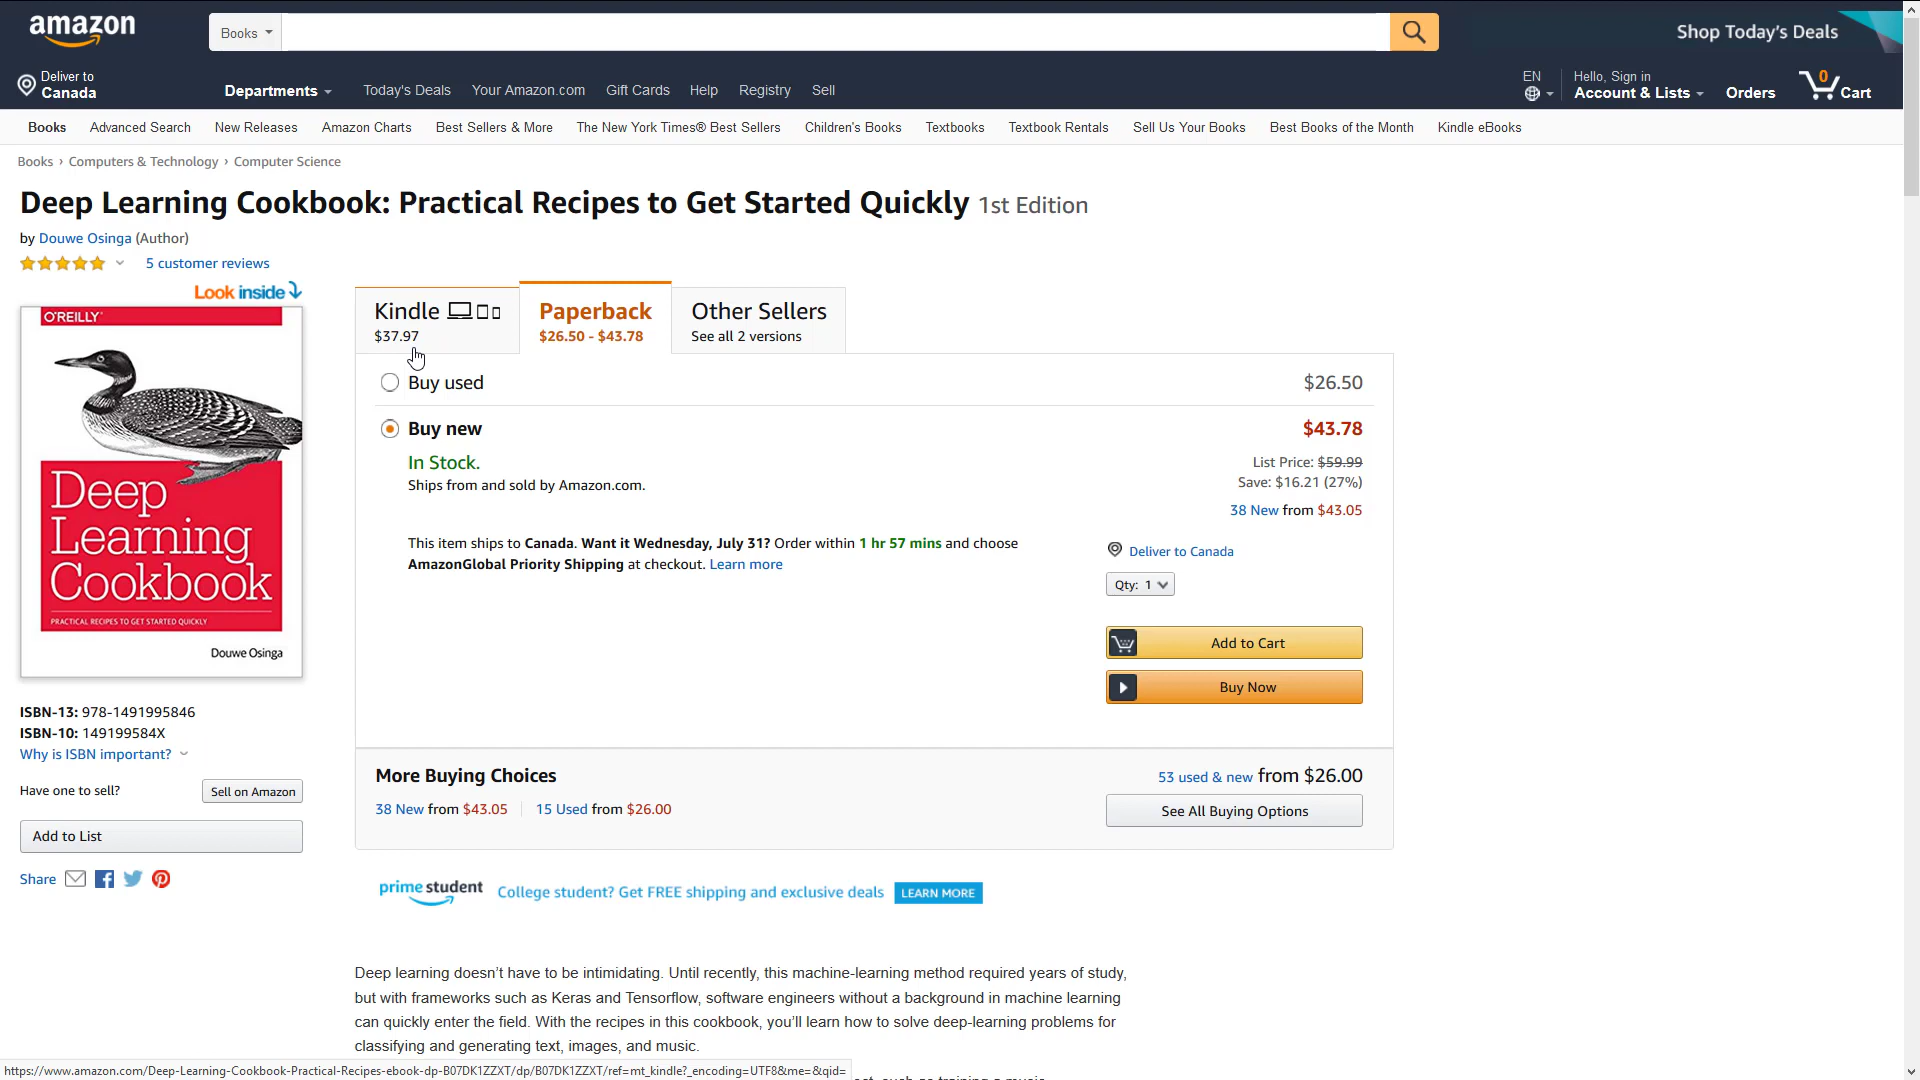 amazon
Books
Shop Today's Deals
Deliver to
Canada
Departments
Today's Deals
Your Amazon.com
Gift Cards
Help
Registry
Sell
EN
Hello, Sign in
Account & Lists
Orders
0
Cart
Books
Advanced Search
New Releases
Amazon Charts
Best Sellers & More
The New York Times® Best Sellers
Children's Books
Textbooks
Textbook Rentals
Sell Us Your Books
Best Books of the Month
Kindle eBooks
Books › Computers & Technology › Computer Science
Deep Learning Cookbook: Practical Recipes to Get Started Quickly 1st Edition
by Douwe Osinga (Author)
5 customer reviews
Look inside
O'REILLY®
Deep
Learning
Cookbook
PRACTICAL RECIPES TO GET STARTED QUICKLY
Douwe Osinga
ISBN-13: 978-1491995846
ISBN-10: 149199584X
Why is ISBN important?
Have one to sell?
Sell on Amazon
Add to List
Share
Kindle
$37.97
Paperback
$26.50 - $43.78
Other Sellers
See all 2 versions
Buy used
$26.50
Buy new
$43.78
In Stock.
Ships from and sold by Amazon.com.
List Price: $59.99
Save: $16.21 (27%)
38 New from $43.05
This item ships to Canada. Want it Wednesday, July 31? Order within 1 hr 57 mins and choose
AmazonGlobal Priority Shipping at checkout. Learn more
Deliver to Canada
Qty: 1
Add to Cart
Buy Now
More Buying Choices
53 used & new from $26.00
38 New from $43.05
15 Used from $26.00
See All Buying Options
prime student
College student? Get FREE shipping and exclusive deals
LEARN MORE
Deep learning doesn’t have to be intimidating. Until recently, this machine-learning method required years of study,
but with frameworks such as Keras and Tensorflow, software engineers without a background in machine learning
can quickly enter the field. With the recipes in this cookbook, you’ll learn how to solve deep-learning problems for
classifying and generating text, images, and music.
https://www.amazon.com/Deep-Learning-Cookbook-Practical-Recipes-ebook-dp-B07DK1ZZXT/dp/B07DK1ZZXT/ref=mt_kindle?_encoding=UTF8&me=&qid=